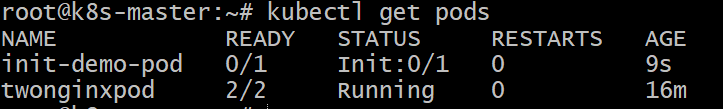 root@k8s-master:~# kubectl get pods
NAME READY STATUS RESTARTS AGE
init-demo-pod 0/1 Init:0/1 0 9s
twonginxpod 2/2 Running 0 16m